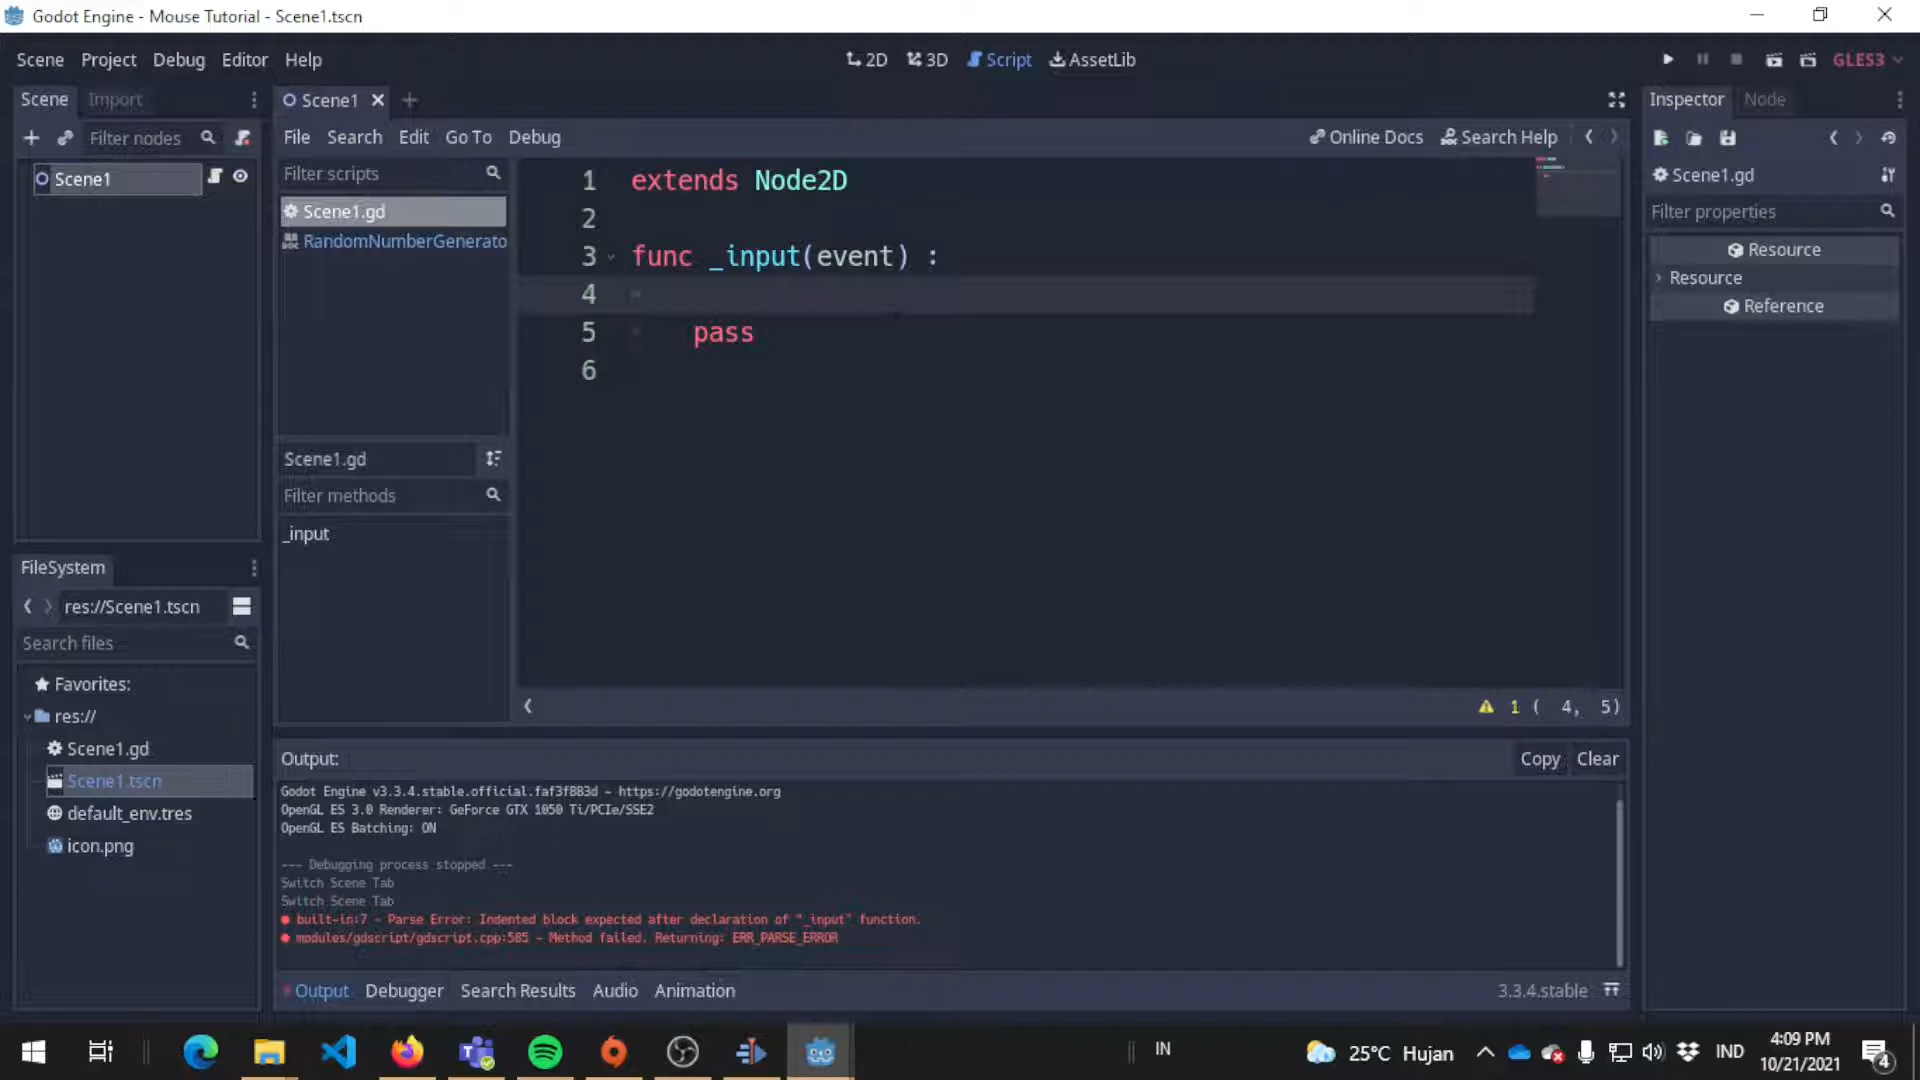 Godot Engine - Mouse Tutorial - Scene1.tscn
Scene Project Debug Editor Help
2D 3D Script AssetLib
GLES3
Scene Import
Filter nodes
Scene1
Scene1
File Search Edit Go To Debug
Online Docs Search Help
Filter scripts
Scene1.gd
RandomNumberGenerato
Scene1.gd
Filter methods
_input
1 extends Node2D
2
3 func _input(event) :
4
5 pass
6
1 ( 4, 5)
Inspector Node
Scene1.gd
Filter properties
Resource
Resource
Reference
FileSystem
res://Scene1.tscn
Search files
Favorites:
res://
Scene1.gd
Scene1.tscn
default_env.tres
icon.png
Output:
Copy Clear
Godot Engine v3.3.4.stable.official.faf3f883d - https://godotengine.org
OpenGL ES 3.0 Renderer: GeForce GTX 1050 Ti/PCIe/SSE2
OpenGL ES Batching: ON
--- Debugging process stopped ---
Switch Scene Tab
Switch Scene Tab
built-in:7 - Parse Error: Indented block expected after declaration of "_input" function.
modules/gdscript/gdscript.cpp:585 - Method failed. Returning: ERR_PARSE_ERROR
Output Debugger Search Results Audio Animation
3.3.4.stable
IN
25°C Hujan
IND
4:09 PM
10/21/2021
4